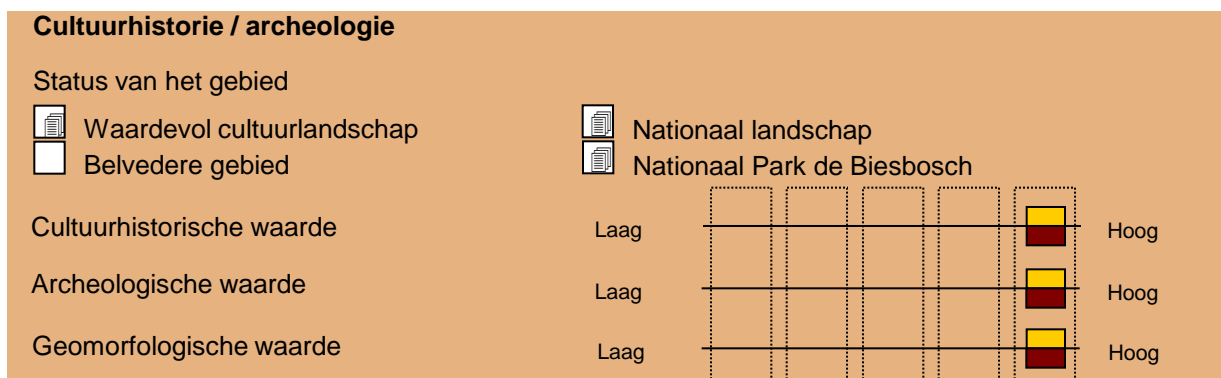 Cultuurhistorie / archeologie
Status van het gebied
Waardevol cultuurlandschap Nationaal landschap
Belvedere gebied Nationaal Park de Biesbosch
Cultuurhistorische waarde Laag Hoog
Archeologische waarde Laag Hoog
Geomorfologische waarde Laag Hoog